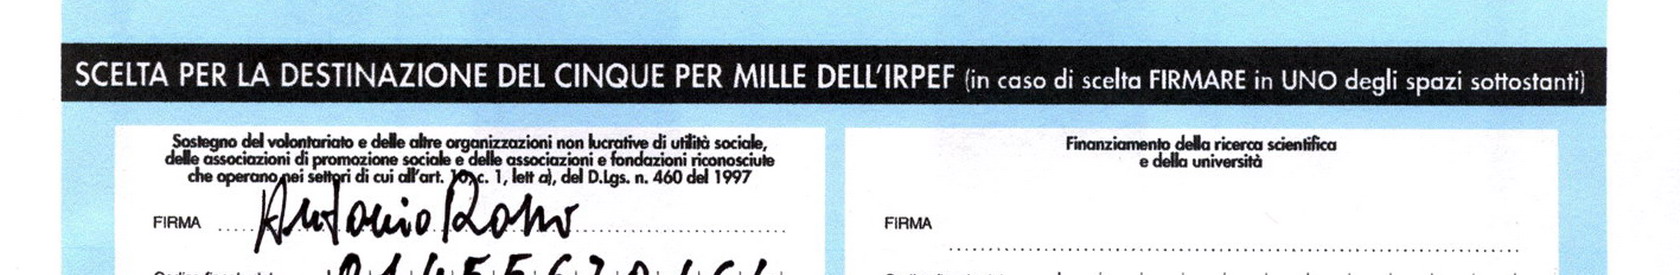 SCELTA PER LA DESTINAZIONE DEL CINQUE PER MILLE DELL'IRPEF (in caso di scelta FIRMARE in UNO degli spazi sottostanti)
Sostegno del volontariato e delle altre organizzazioni non lucrative di utilità sociale,
delle associazioni di promozione sociale e delle associazioni e fondazioni riconosciute
che operano nei settori di cui all'art. 10, c. 1, lett a), del D.Lgs. n. 460 del 1997
FIRMA Antonio
Finanziamento della ricerca scientifica
e della università
FIRMA